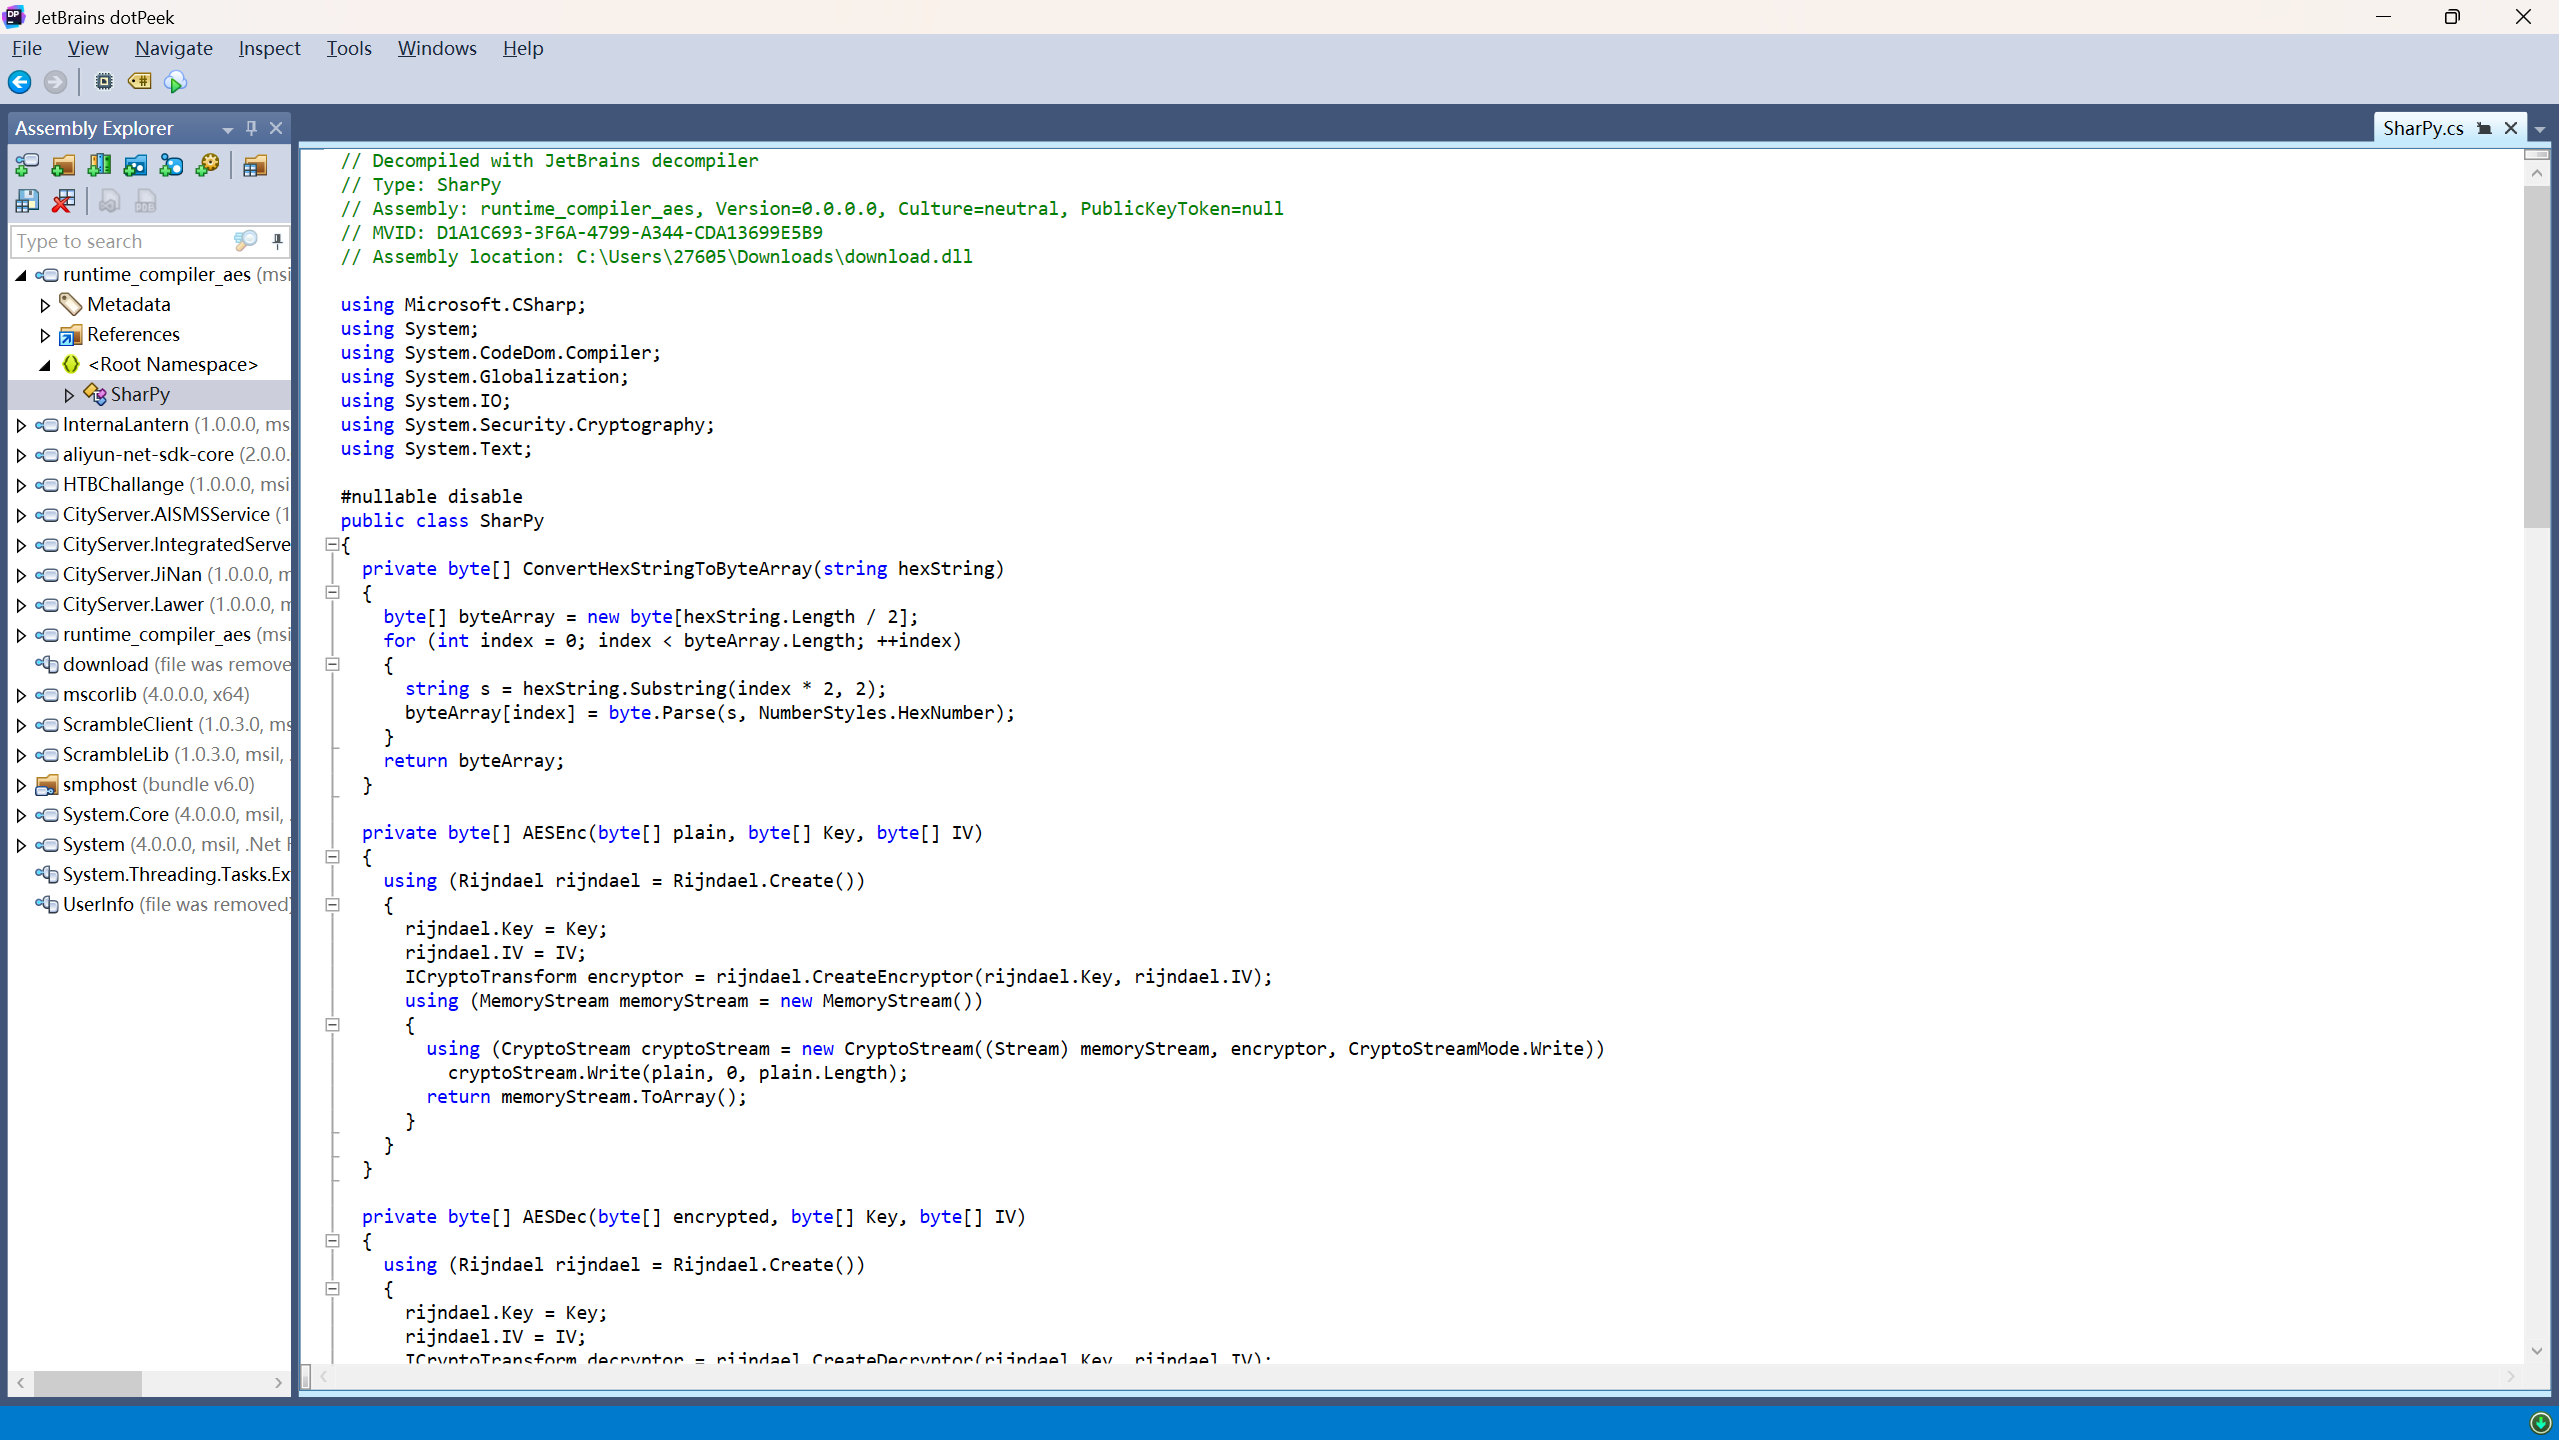 JetBrains dotPeek
File View Navigate Inspect Tools Windows Help
Assembly Explorer
SharPy.cs
Type to search
runtime_compiler_aes (msi
Metadata
References
<Root Namespace>
SharPy
InternaLantern (1.0.0.0, ms
aliyun-net-sdk-core (2.0.0.
HTBChallange (1.0.0.0, msi
CityServer.AISMSService (1
CityServer.IntegratedServe
CityServer.JiNan (1.0.0.0, m
CityServer.Lawer (1.0.0.0, m
runtime_compiler_aes (msi
download (file was remove
mscorlib (4.0.0.0, x64)
ScrambleClient (1.0.3.0, ms
ScrambleLib (1.0.3.0, msil, .
smphost (bundle v6.0)
System.Core (4.0.0.0, msil, .
System (4.0.0.0, msil, .Net F
System.Threading.Tasks.Ex
UserInfo (file was removed)
// Decompiled with JetBrains decompiler
// Type: SharPy
// Assembly: runtime_compiler_aes, Version=0.0.0.0, Culture=neutral, PublicKeyToken=null
// MVID: D1A1C693-3F6A-4799-A344-CDA13699E5B9
// Assembly location: C:\Users\27605\Downloads\download.dll
using Microsoft.CSharp;
using System;
using System.CodeDom.Compiler;
using System.Globalization;
using System.IO;
using System.Security.Cryptography;
using System.Text;
#nullable disable
public class SharPy
{
private byte[] ConvertHexStringToByteArray(string hexString)
{
byte[] byteArray = new byte[hexString.Length / 2];
for (int index = 0; index < byteArray.Length; ++index)
{
string s = hexString.Substring(index * 2, 2);
byteArray[index] = byte.Parse(s, NumberStyles.HexNumber);
}
return byteArray;
}
private byte[] AESEnc(byte[] plain, byte[] Key, byte[] IV)
{
using (Rijndael rijndael = Rijndael.Create())
{
rijndael.Key = Key;
rijndael.IV = IV;
ICryptoTransform encryptor = rijndael.CreateEncryptor(rijndael.Key, rijndael.IV);
using (MemoryStream memoryStream = new MemoryStream())
{
using (CryptoStream cryptoStream = new CryptoStream((Stream) memoryStream, encryptor, CryptoStreamMode.Write))
cryptoStream.Write(plain, 0, plain.Length);
return memoryStream.ToArray();
}
}
}
private byte[] AESDec(byte[] encrypted, byte[] Key, byte[] IV)
{
using (Rijndael rijndael = Rijndael.Create())
{
rijndael.Key = Key;
rijndael.IV = IV;
ICryptoTransform decryptor = rijndael.CreateDecryptor(rijndael.Key, rijndael.IV);